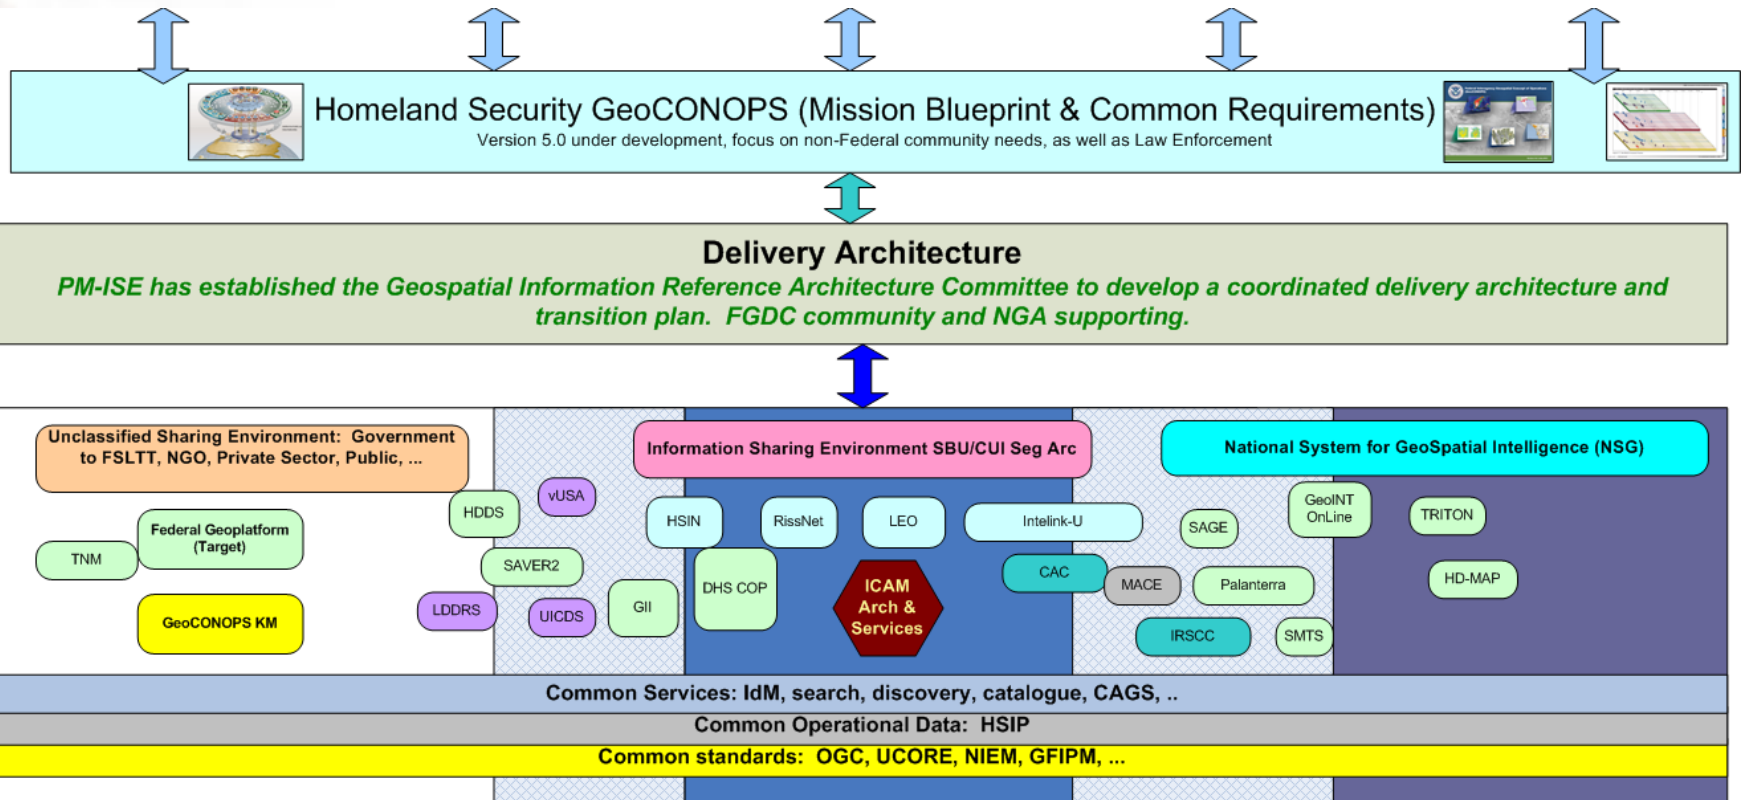 Homeland Security GeoCONOPS (Mission Blueprint & Common Requirements)
Version 5.0 under development, focus on non-Federal community needs, as well as Law Enforcement
Delivery Architecture
PM-ISE has established the Geospatial Information Reference Architecture Committee to develop a coordinated delivery architecture and
transition plan.  FGDC community and NGA supporting.
Unclassified Sharing Environment:  Government
to FSLTT, NGO, Private Sector, Public, ...
Information Sharing Environment SBU/CUI Seg Arc
National System for GeoSpatial Intelligence (NSG)
HDDS
vUSA
HSIN
RissNet
LEO
Intelink-U
SAGE
GeoINT
OnLine
TRITON
Federal Geoplatform
(Target)
TNM
SAVER2
DHS COP
CAC
MACE
Palanterra
HD-MAP
GeoCONOPS KM
LDDRS
UICDS
GII
ICAM
Arch &
Services
IRSCC
SMTS
Common Services: IdM, search, discovery, catalogue, CAGS, ..
Common Operational Data:  HSIP
Common standards:  OGC, UCORE, NIEM, GFIPM, ...